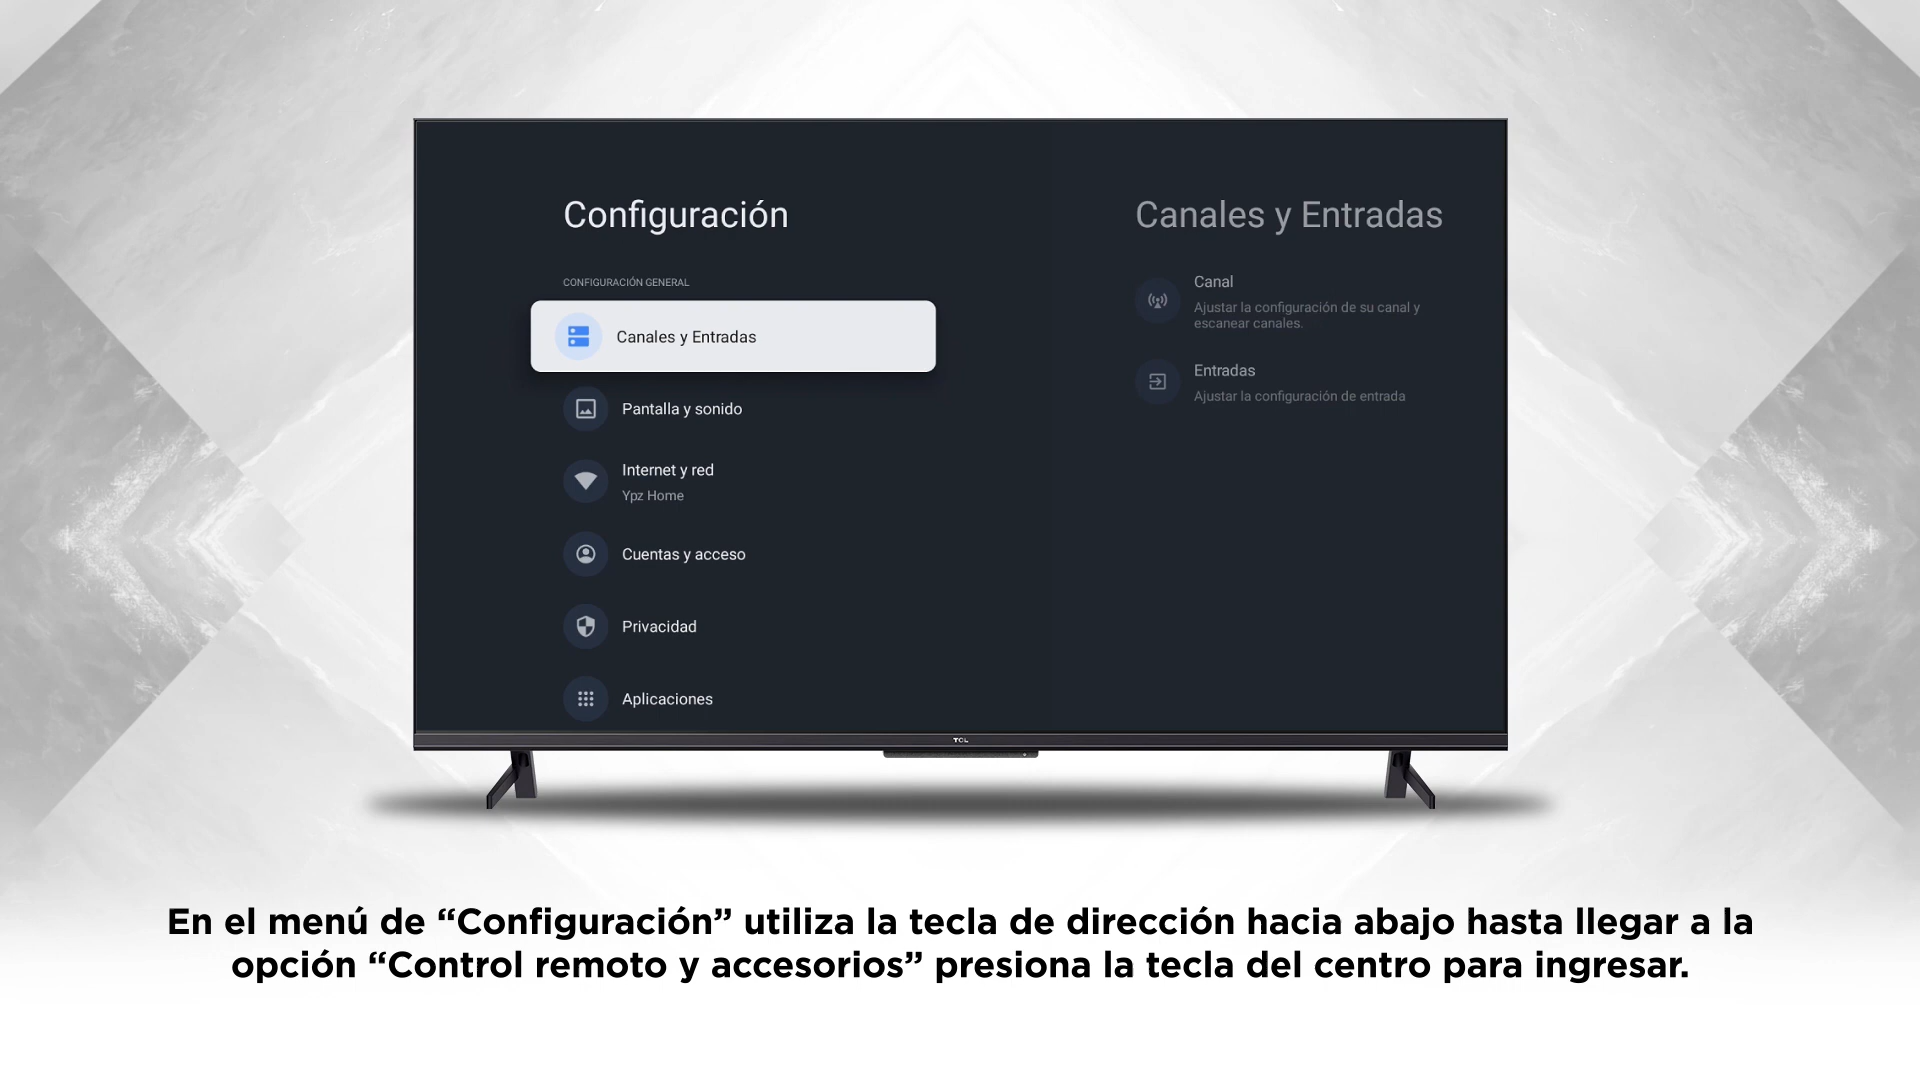 Configuración
CONFIGURACIÓN GENERAL
Canales y Entradas
Pantalla y sonido
Internet y red
Ypz Home
Cuentas y acceso
Privacidad
Aplicaciones
Canales y Entradas
Canal
Ajustar la configuración de su canal y
escanear canales.
Entradas
Ajustar la configuración de entrada
TCL
En el menú de “Configuración” utiliza la tecla de dirección hacia abajo hasta llegar a la
opción “Control remoto y accesorios” presiona la tecla del centro para ingresar.